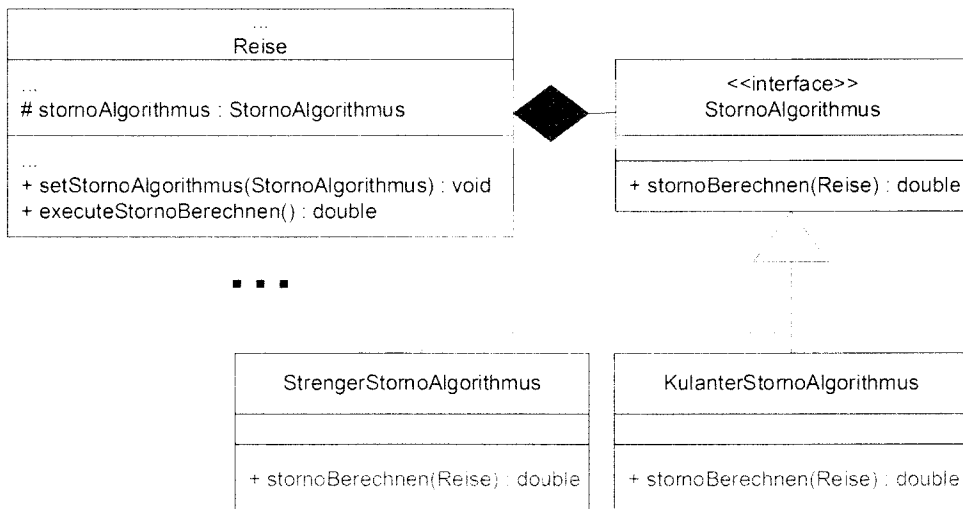 ...
Reise
...
# stornoAlgorithmus : StornoAlgorithmus
...
+ setStornoAlgorithmus(StornoAlgorithmus) : void
+ executeStornoBerechnen() : double
<<interface>>
StornoAlgorithmus
+ stornoBerechnen(Reise) : double
...
StrengerStornoAlgorithmus
+ stornoBerechnen(Reise) : double
KulanterStornoAlgorithmus
+ stornoBerechnen(Reise) : double